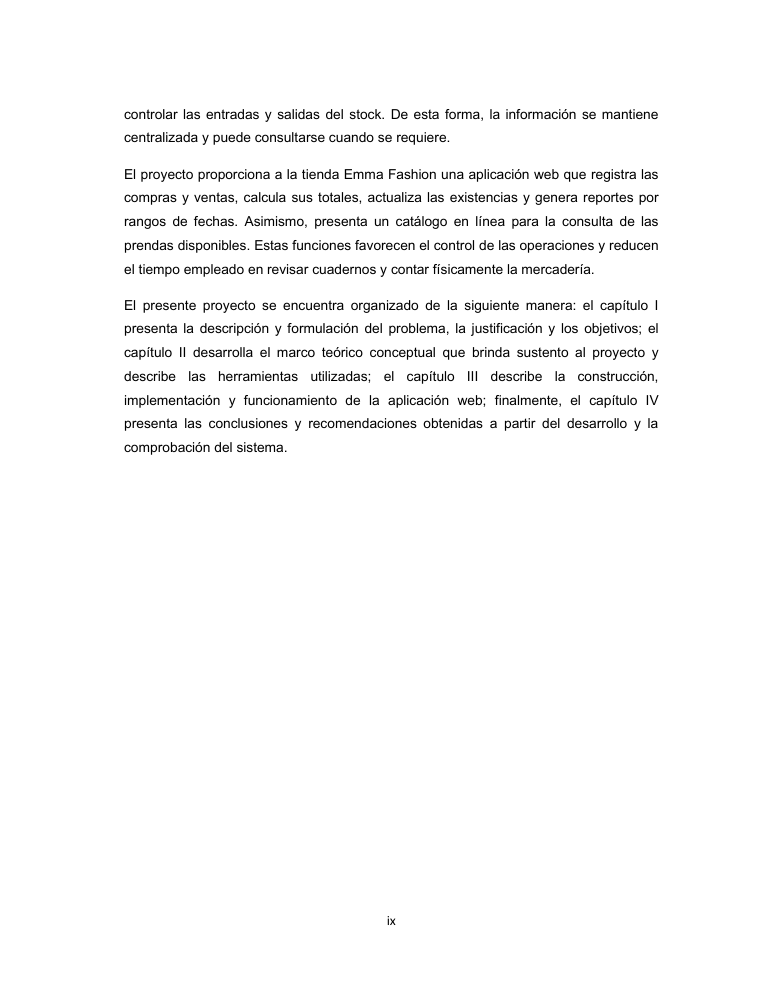 controlar las entradas y salidas del stock. De esta forma, la información se mantiene
centralizada y puede consultarse cuando se requiere.
El proyecto proporciona a la tienda Emma Fashion una aplicación web que registra las
compras y ventas, calcula sus totales, actualiza las existencias y genera reportes por
rangos de fechas. Asimismo, presenta un catálogo en línea para la consulta de las
prendas disponibles. Estas funciones favorecen el control de las operaciones y reducen
el tiempo empleado en revisar cuadernos y contar físicamente la mercadería.
El presente proyecto se encuentra organizado de la siguiente manera: el capítulo I
presenta la descripción y formulación del problema, la justificación y los objetivos; el
capítulo II desarrolla el marco teórico conceptual que brinda sustento al proyecto y
describe las herramientas utilizadas; el capítulo III describe la construcción,
implementación y funcionamiento de la aplicación web; finalmente, el capítulo IV
presenta las conclusiones y recomendaciones obtenidas a partir del desarrollo y la
comprobación del sistema.
ix